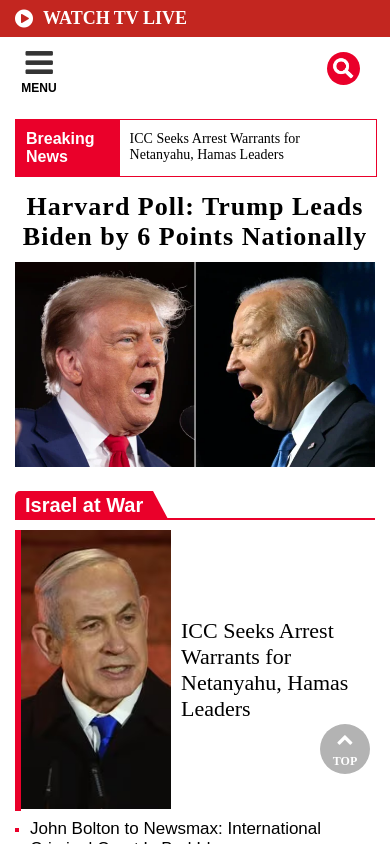 WATCH TV LIVE
MENU
Breaking
News
ICC Seeks Arrest Warrants for
Netanyahu, Hamas Leaders
Harvard Poll: Trump Leads
Biden by 6 Points Nationally
Israel at War
ICC Seeks Arrest
Warrants for
Netanyahu, Hamas
Leaders
TOP
John Bolton to Newsmax: International